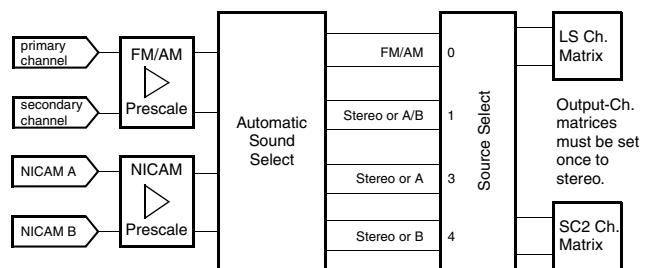 primary
channel
secondary
channel
NICAM A
NICAM B
FM/AM
Prescale
NICAM
Prescale
Automatic
Sound
Select
FM/AM
Stereo or A/B
Stereo or A
Stereo or B
0
1
3
4
Source Select
LS Ch.
Matrix
Output-Ch.
matrices
must be set
once to
stereo.
SC2 Ch.
Matrix